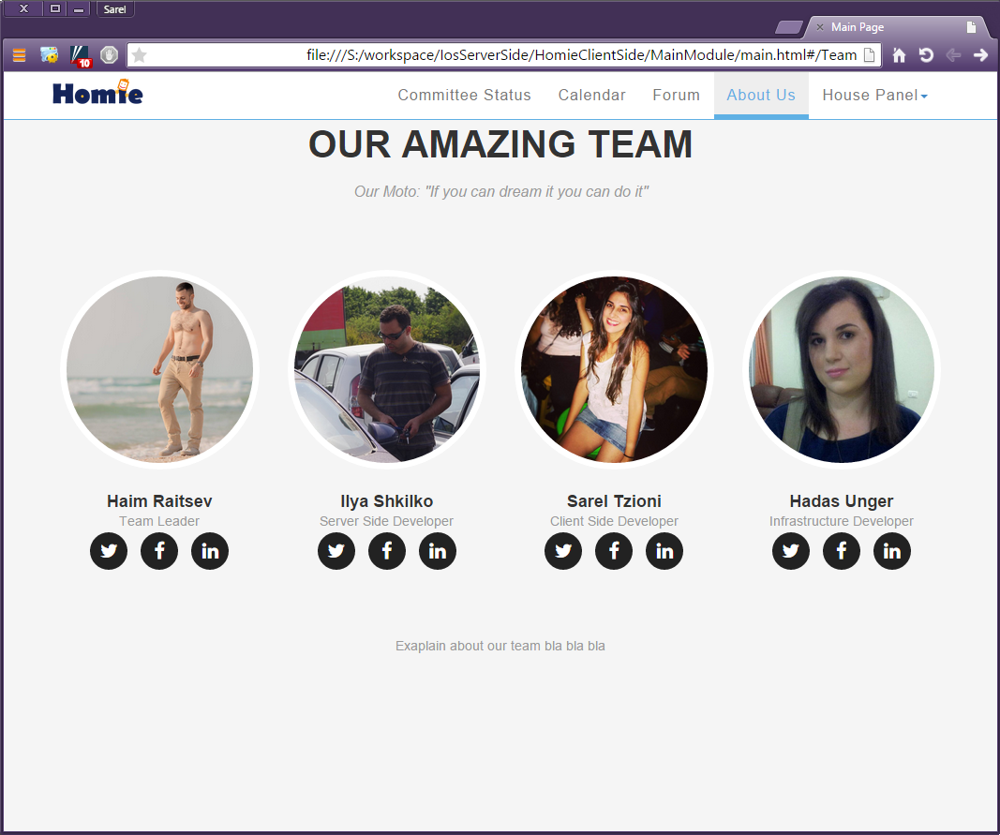 Sarel
Main Page
file:///S:/workspace/IosServerSide/HomieClientSide/MainModule/main.html#/Team
10
Homie
Committee Status
Calendar
Forum
About Us
House Panel
OUR AMAZING TEAM
Our Moto: "If you can dream it you can do it"
Haim Raitsev
Team Leader
Ilya Shkilko
Server Side Developer
Sarel Tzioni
Client Side Developer
Hadas Unger
Infrastructure Developer
Exaplain about our team bla bla bla